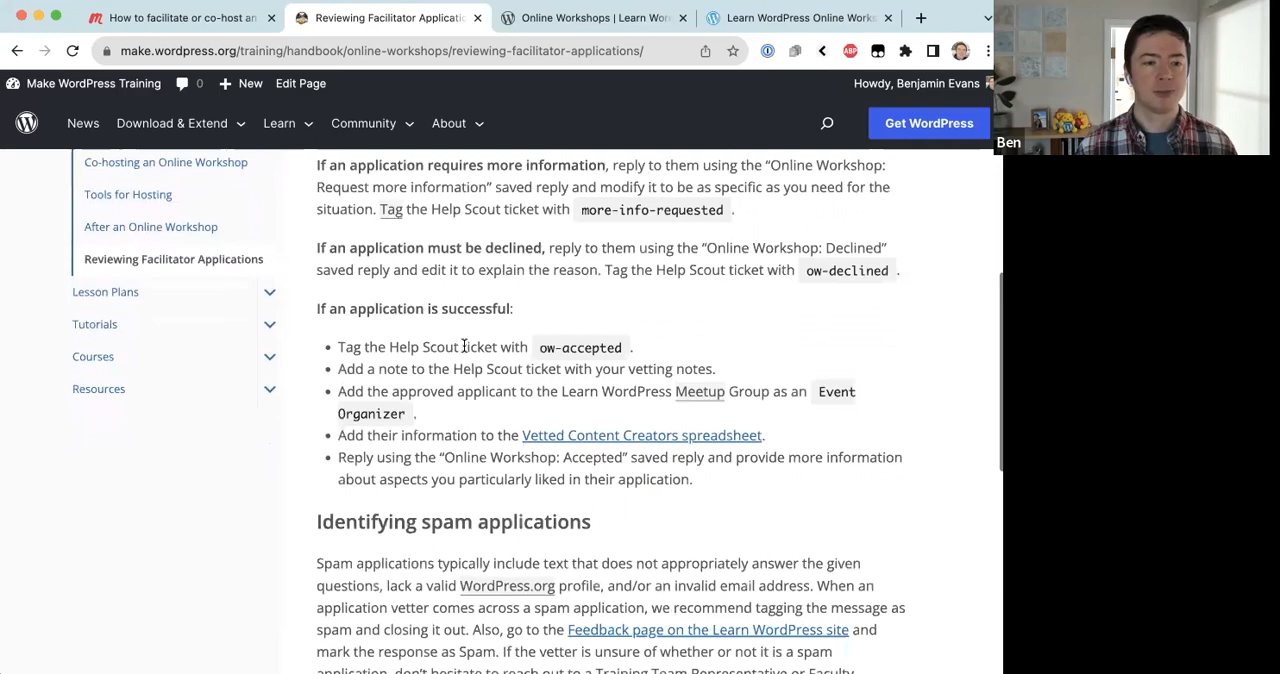 How to facilitate or co-host an
Reviewing Facilitator Applicatio
Online Workshops | Learn Wor
Learn WordPress Online Works
make.wordpress.org/training/handbook/online-workshops/reviewing-facilitator-applications/
ABP
Make WordPress Training
0
New
Edit Page
Howdy, Benjamin Evans
News
Download & Extend
Learn
Community
About
Get WordPress
Ben
Co-hosting an Online Workshop
Tools for Hosting
After an Online Workshop
Reviewing Facilitator Applications
Lesson Plans
Tutorials
Courses
Resources
If an application requires more information, reply to them using the “Online Workshop:
Request more information” saved reply and modify it to be as specific as you need for the
situation. Tag the Help Scout ticket with more-info-requested .
If an application must be declined, reply to them using the “Online Workshop: Declined”
saved reply and edit it to explain the reason. Tag the Help Scout ticket with ow-declined .
If an application is successful:
• Tag the Help Scout ticket with ow-accepted .
• Add a note to the Help Scout ticket with your vetting notes.
• Add the approved applicant to the Learn WordPress Meetup Group as an Event
Organizer .
• Add their information to the Vetted Content Creators spreadsheet.
• Reply using the “Online Workshop: Accepted” saved reply and provide more information
about aspects you particularly liked in their application.
Identifying spam applications
Spam applications typically include text that does not appropriately answer the given
questions, lack a valid WordPress.org profile, and/or an invalid email address. When an
application vetter comes across a spam application, we recommend tagging the message as
spam and closing it out. Also, go to the Feedback page on the Learn WordPress site and
mark the response as Spam. If the vetter is unsure of whether or not it is a spam
application, don’t hesitate to reach out to a Training Team Representative or Faculty